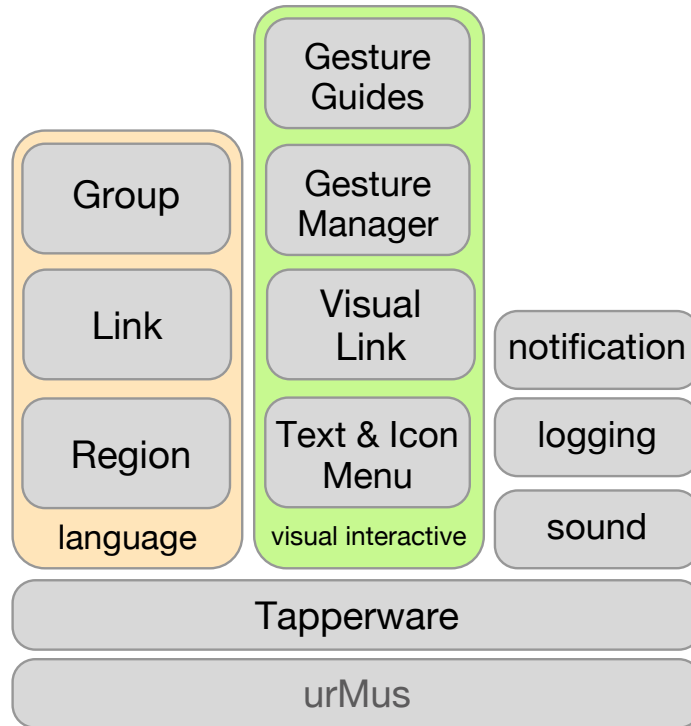 Group
Link
Region
language
Gesture
Guides
Gesture
Manager
Visual
Link
Text & Icon
Menu
visual interactive
notification
logging
sound
Tapperware
urMus